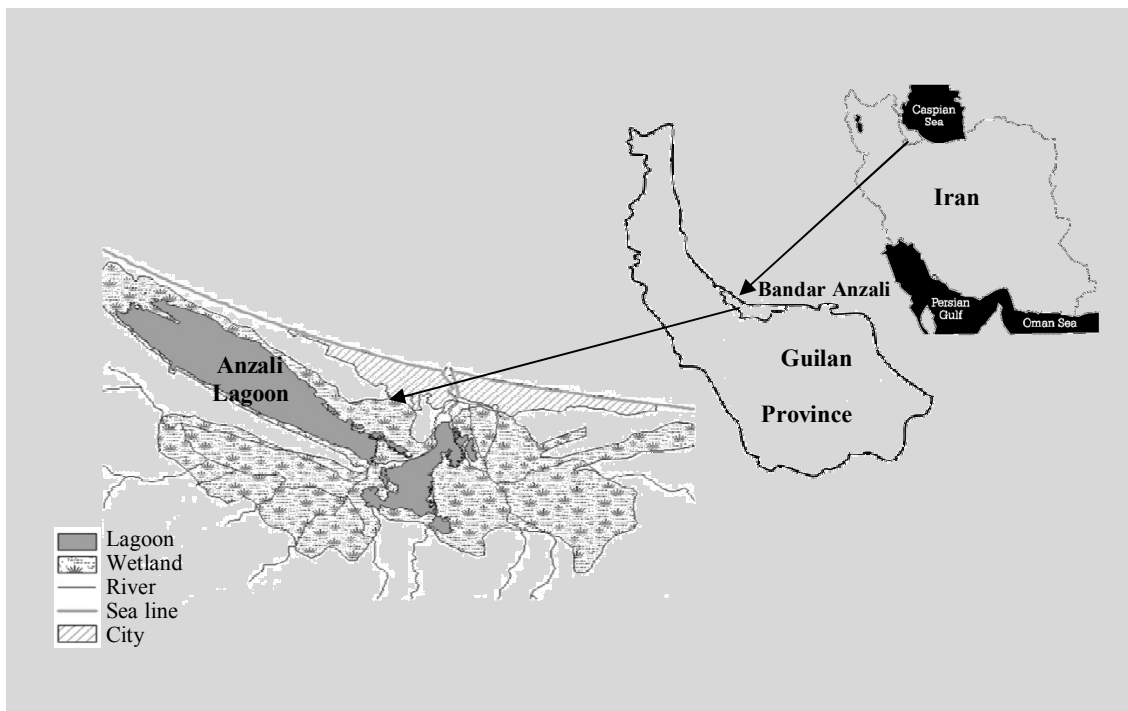 Caspian
Sea
Iran
Persian
Gulf
Oman Sea
Bandar Anzali
Guilan
Province
Anzali
Lagoon
Lagoon
Wetland
River
Sea line
City